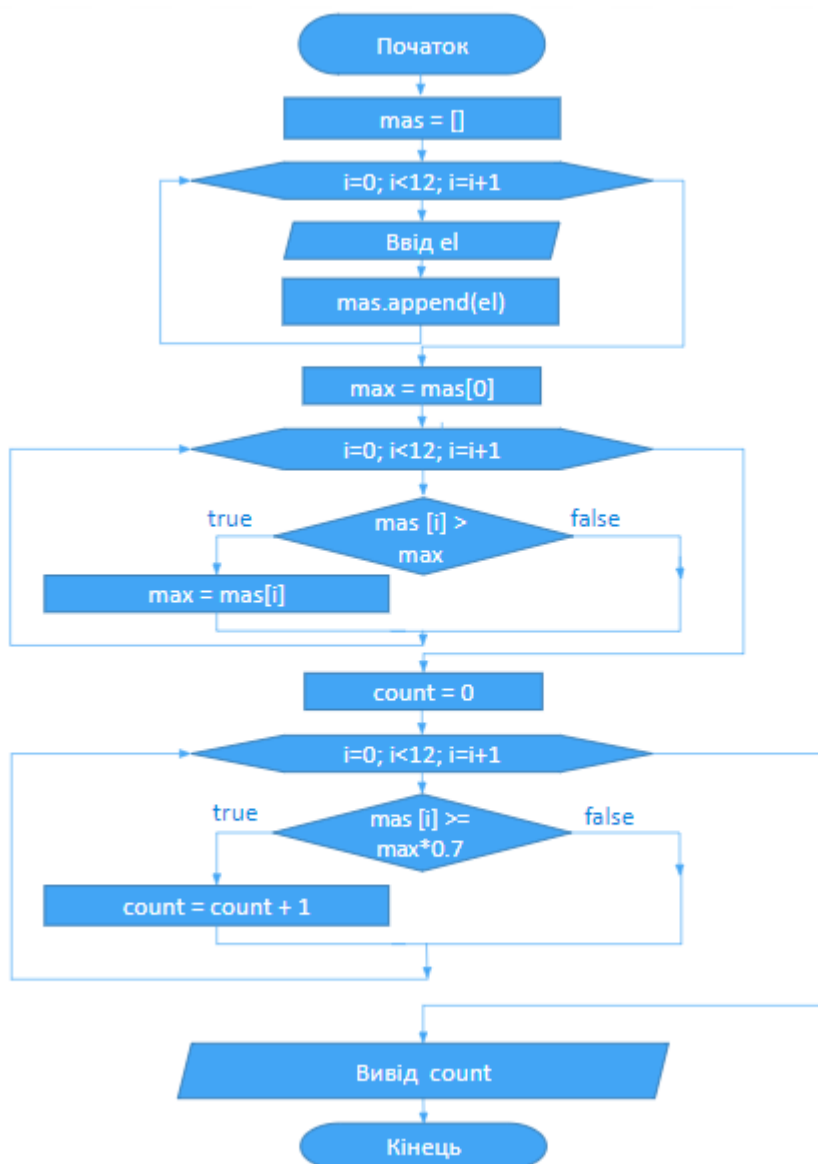 Початок
mas = []
i=0; i<12; i=i+1
Ввід el
mas.append(el)
max = mas[0]
i=0; i<12; i=i+1
true
mas [i] >
max
false
max = mas[i]
count = 0
i=0; i<12; i=i+1
true
mas [i] >=
max*0.7
false
count = count + 1
Вивід count
Кінець